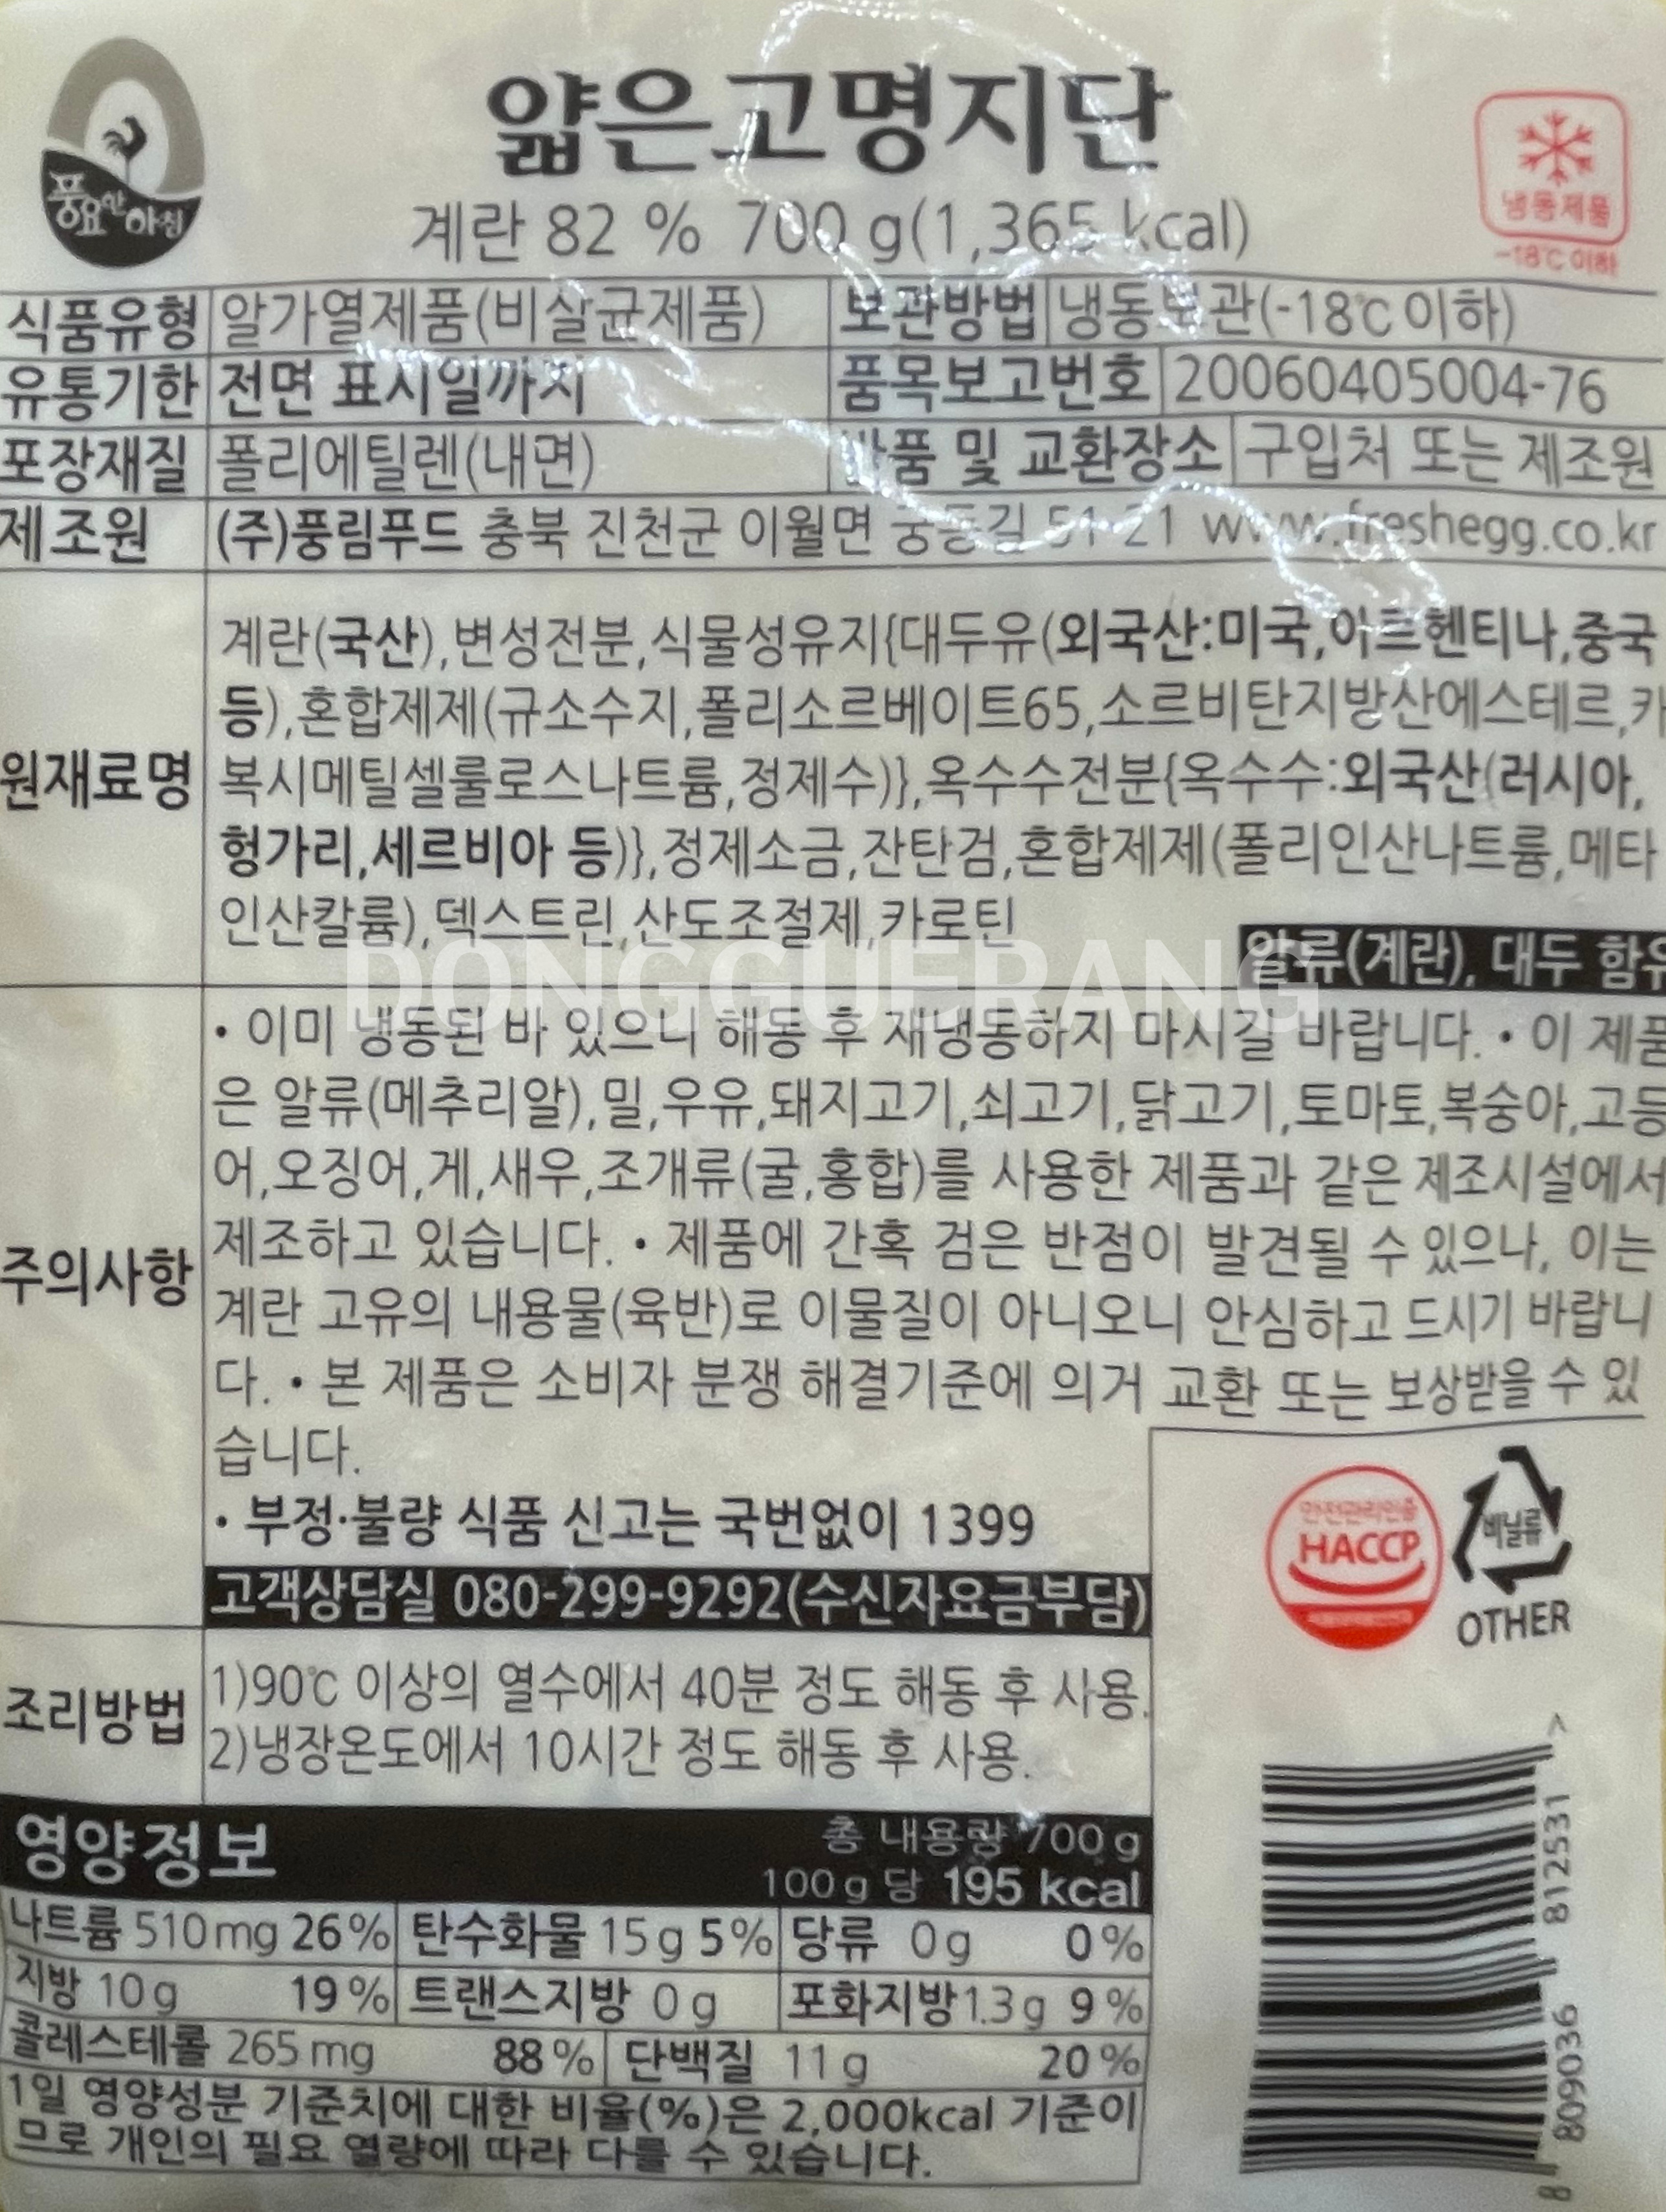 풍요한아침
얇은고명지단
계란 82 % 700 g(1,365 kcal)
냉동제품
-18℃ 이하
식품유형 알가열제품(비살균제품) 보관방법 냉동보관(-18℃ 이하)
유통기한 전면 표시일까지 품목보고번호 20060405004-76
포장재질 폴리에틸렌(내면) 반품 및 교환장소 구입처 또는 제조원
제조원 (주)풍림푸드 충북 진천군 이월면 궁동길 51-21 www.freshegg.co.kr
계란(국산),변성전분,식물성유지{대두유(외국산:미국,아르헨티나,중국
등),혼합제제(규소수지,폴리소르베이트65,소르비탄지방산에스테르,카
원재료명 복시메틸셀룰로스나트륨,정제수)},옥수수전분{옥수수:외국산(러시아,
헝가리,세르비아 등)},정제소금,잔탄검,혼합제제(폴리인산나트륨,메타
인산칼륨),덱스트린,산도조절제,카로틴
알류(계란), 대두 함유
DONGGUERANG
• 이미 냉동된 바 있으니 해동 후 재냉동하지 마시길 바랍니다. • 이 제품
은 알류(메추리알),밀,우유,돼지고기,쇠고기,닭고기,토마토,복숭아,고등
어,오징어,게,새우,조개류(굴,홍합)를 사용한 제품과 같은 제조시설에서
제조하고 있습니다. • 제품에 간혹 검은 반점이 발견될 수 있으나, 이는
주의사항
계란 고유의 내용물(육반)로 이물질이 아니오니 안심하고 드시기 바랍니
다. • 본 제품은 소비자 분쟁 해결기준에 의거 교환 또는 보상받을 수 있
습니다.
• 부정·불량 식품 신고는 국번없이 1399
고객상담실 080-299-9292(수신자요금부담)
안전관리인증
HACCP
비닐류
OTHER
조리방법
1)90℃ 이상의 열수에서 40분 정도 해동 후 사용.
2)냉장온도에서 10시간 정도 해동 후 사용.
영양정보
총 내용량 700 g
100 g 당 195 kcal
나트륨 510 mg 26 % 탄수화물 15 g 5 % 당류 0 g 0 %
지방 10 g 19 % 트랜스지방 0 g 포화지방 1.3 g 9 %
콜레스테롤 265 mg 88 % 단백질 11 g 20 %
1일 영양성분 기준치에 대한 비율(%)은 2,000kcal 기준이
므로 개인의 필요 열량에 따라 다를 수 있습니다.
8 809036 812531 >